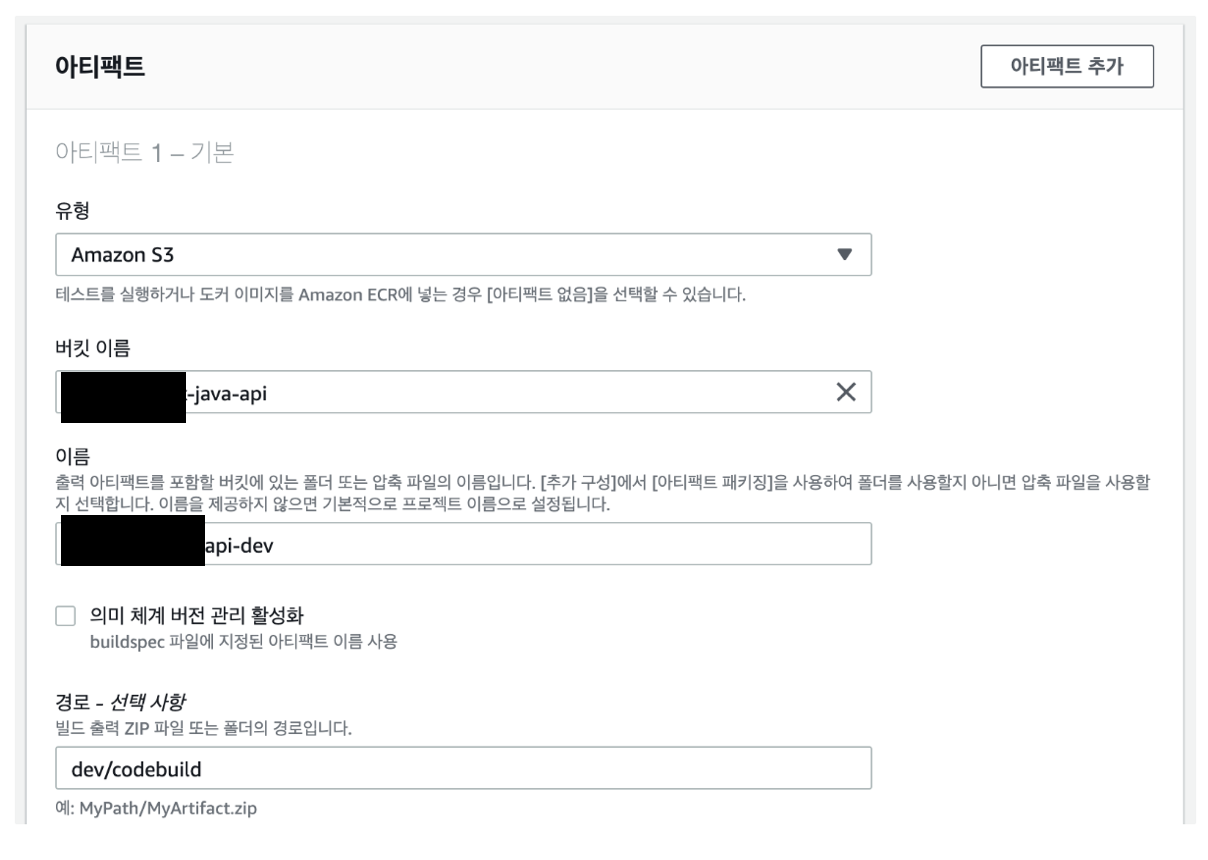 아티팩트
아티팩트 추가
아티팩트 1 – 기본
유형
Amazon S3
테스트를 실행하거나 도커 이미지를 Amazon ECR에 넣는 경우 [아티팩트 없음]을 선택할 수 있습니다.
버킷 이름
-java-api
이름
출력 아티팩트를 포함할 버킷에 있는 폴더 또는 압축 파일의 이름입니다. [추가 구성]에서 [아티팩트 패키징]을 사용하여 폴더를 사용할지 아니면 압축 파일을 사용할
지 선택합니다. 이름을 제공하지 않으면 기본적으로 프로젝트 이름으로 설정됩니다.
api-dev
의미 체계 버전 관리 활성화
buildspec 파일에 지정된 아티팩트 이름 사용
경로 - 선택 사항
빌드 출력 ZIP 파일 또는 폴더의 경로입니다.
dev/codebuild
예: MyPath/MyArtifact.zip